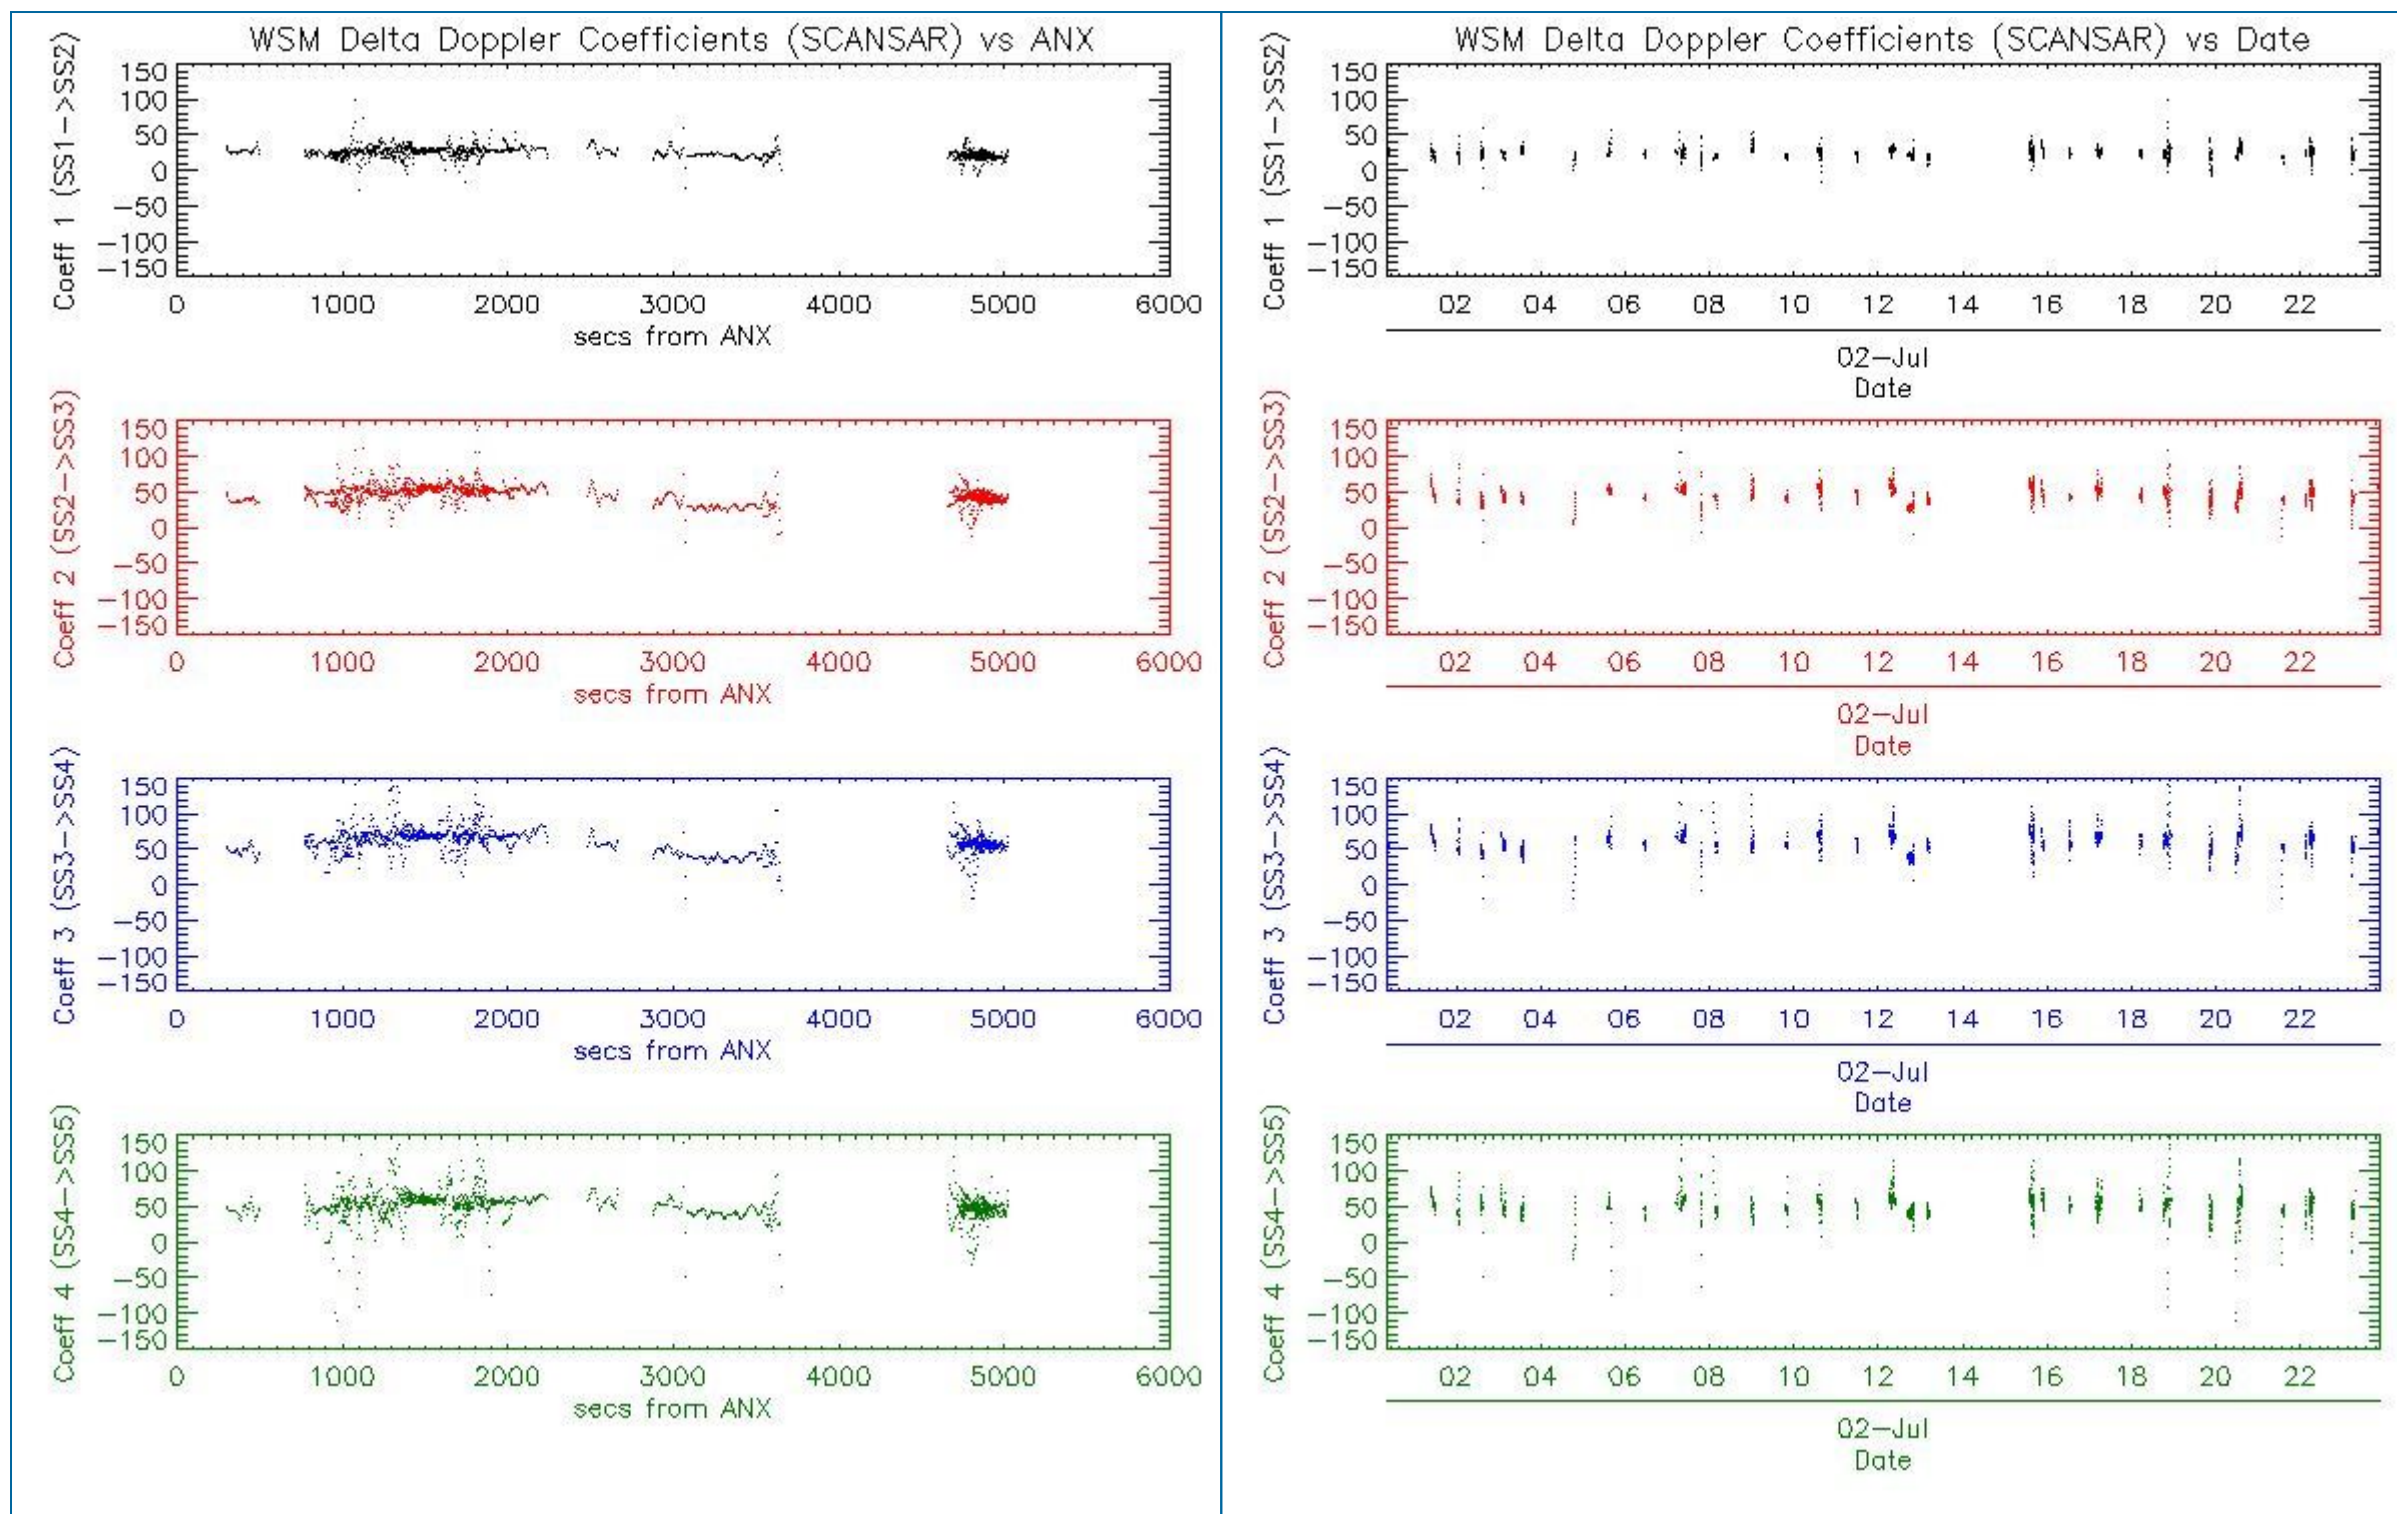 WSM Delta Doppler Coefficients (SCANSAR) vs ANX
Coeff 1 (SS1->SS2)
150
100
50
0
-50
-100
-150
0 1000 2000 3000 4000 5000 6000
secs from ANX
Coeff 2 (SS2->SS3)
150
100
50
0
-50
-100
-150
0 1000 2000 3000 4000 5000 6000
secs from ANX
Coeff 3 (SS3->SS4)
150
100
50
0
-50
-100
-150
0 1000 2000 3000 4000 5000 6000
secs from ANX
Coeff 4 (SS4->SS5)
150
100
50
0
-50
-100
-150
0 1000 2000 3000 4000 5000 6000
secs from ANX
WSM Delta Doppler Coefficients (SCANSAR) vs Date
Coeff 1 (SS1->SS2)
150
100
50
0
-50
-100
-150
02 04 06 08 10 12 14 16 18 20 22
02-Jul
Date
Coeff 2 (SS2->SS3)
150
100
50
0
-50
-100
-150
02 04 06 08 10 12 14 16 18 20 22
02-Jul
Date
Coeff 3 (SS3->SS4)
150
100
50
0
-50
-100
-150
02 04 06 08 10 12 14 16 18 20 22
02-Jul
Date
Coeff 4 (SS4->SS5)
150
100
50
0
-50
-100
-150
02 04 06 08 10 12 14 16 18 20 22
02-Jul
Date